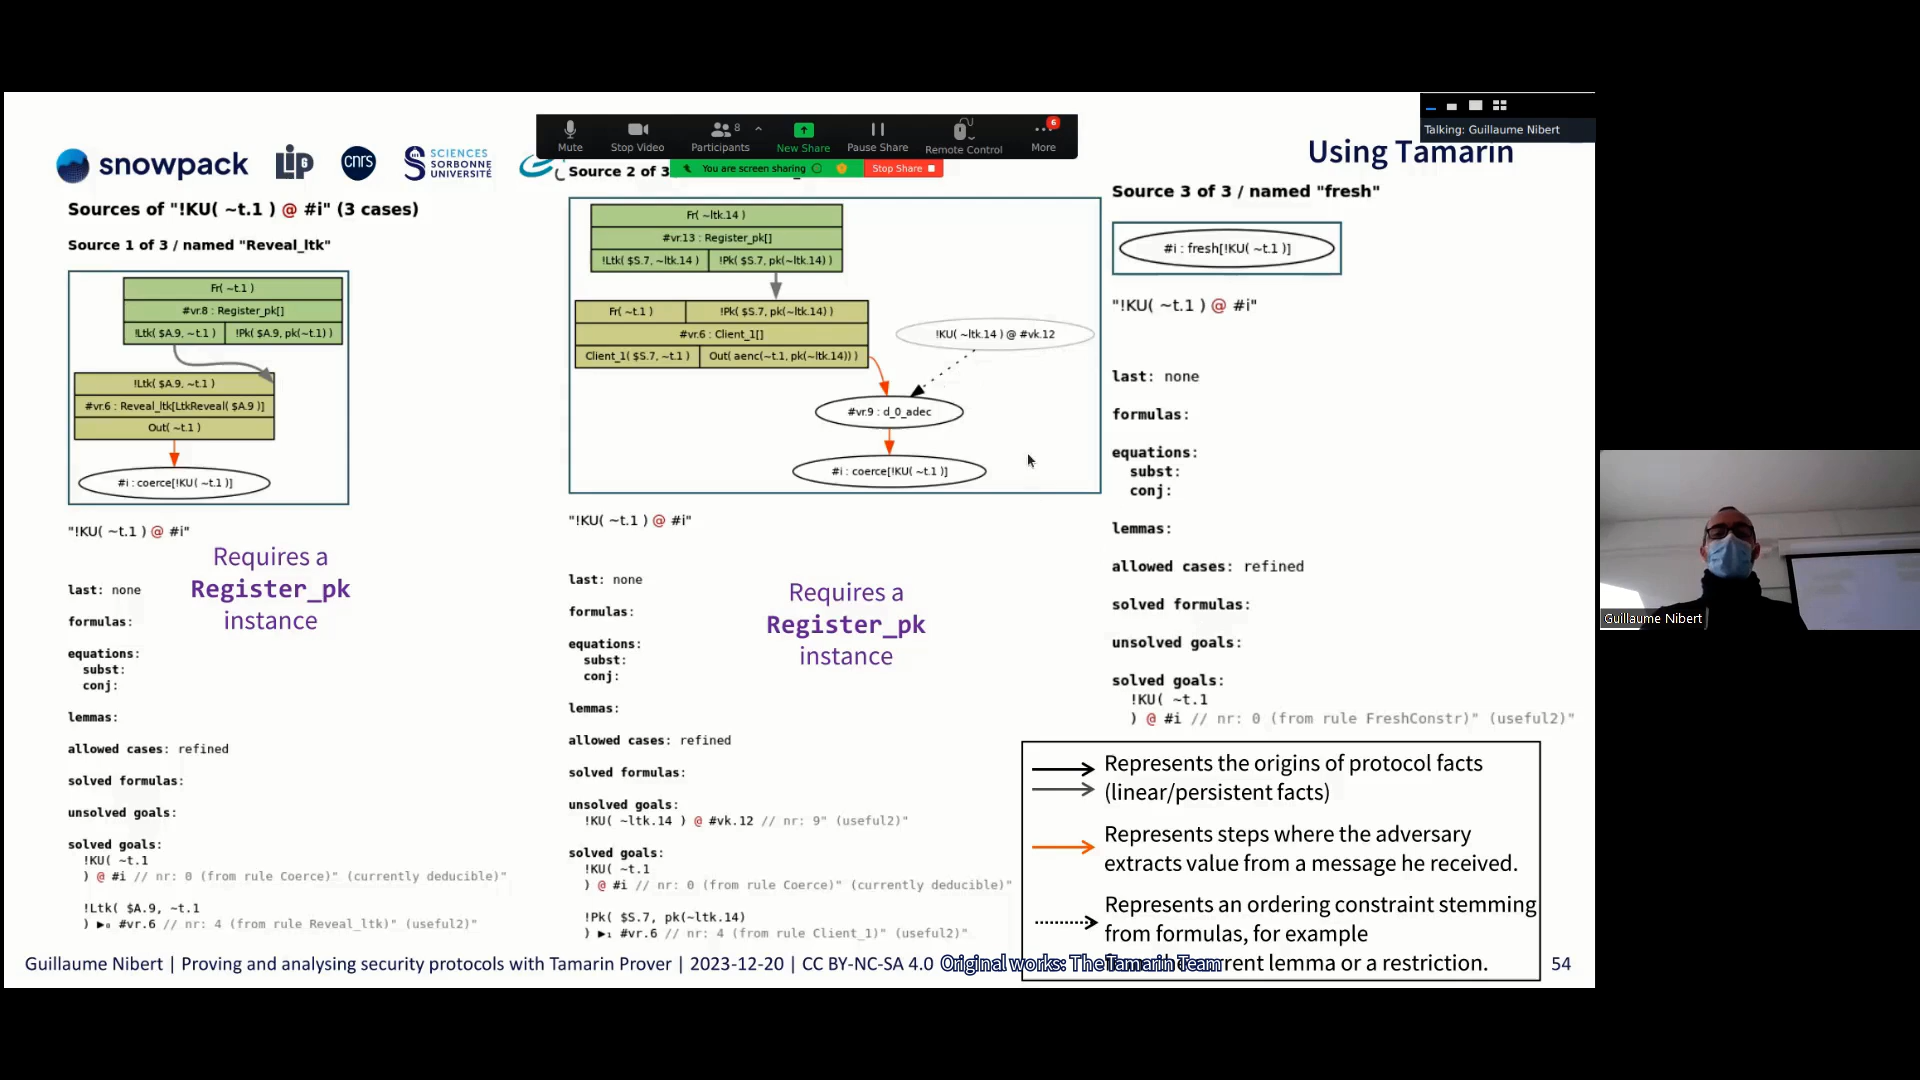 Mute
Stop Video
Participants
8
New Share
Pause Share
Remote Control
More
6
You are screen sharing
Stop Share
Talking: Guillaume Nibert
snowpack
LIP6
cnrs
SCIENCES
SORBONNE
UNIVERSITÉ
Using Tamarin
Sources of "!KU( ~t.1 ) @ #i" (3 cases)
Source 1 of 3 / named "Reveal_ltk"
Fr( ~t.1 )
#vr.8 : Register_pk[]
!Ltk( $A.9, ~t.1 )
!Pk( $A.9, pk(~t.1) )
!Ltk( $A.9, ~t.1 )
#vr.6 : Reveal_ltk[LtkReveal( $A.9 )]
Out( ~t.1 )
#i : coerce[!KU( ~t.1 )]
"!KU( ~t.1 ) @ #i"
Requires a
Register_pk
instance
last: none
formulas:
equations:
subst:
conj:
lemmas:
allowed cases: refined
solved formulas:
unsolved goals:
solved goals:
!KU( ~t.1
) @ #i // nr: 0 (from rule Coerce)" (currently deducible)"
!Ltk( $A.9, ~t.1
) ▶₀ #vr.6 // nr: 4 (from rule Reveal_ltk)" (useful2)"
Source 2 of 3
Fr( ~ltk.14 )
#vr.13 : Register_pk[]
!Ltk( $S.7, ~ltk.14 )
!Pk( $S.7, pk(~ltk.14) )
Fr( ~t.1 )
!Pk( $S.7, pk(~ltk.14) )
#vr.6 : Client_1[]
Client_1( $S.7, ~t.1 )
Out( aenc(~t.1, pk(~ltk.14)) )
!KU( ~ltk.14 ) @ #vk.12
#vr.9 : d_0_adec
#i : coerce[!KU( ~t.1 )]
"!KU( ~t.1 ) @ #i"
Requires a
Register_pk
instance
last: none
formulas:
equations:
subst:
conj:
lemmas:
allowed cases: refined
solved formulas:
unsolved goals:
!KU( ~ltk.14 ) @ #vk.12 // nr: 9" (useful2)"
solved goals:
!KU( ~t.1
) @ #i // nr: 0 (from rule Coerce)" (currently deducible)"
!Pk( $S.7, pk(~ltk.14)
) ▶₁ #vr.6 // nr: 4 (from rule Client_1)" (useful2)"
Source 3 of 3 / named "fresh"
#i : fresh[!KU( ~t.1 )]
"!KU( ~t.1 ) @ #i"
last: none
formulas:
equations:
subst:
conj:
lemmas:
allowed cases: refined
solved formulas:
unsolved goals:
solved goals:
!KU( ~t.1
) @ #i // nr: 0 (from rule FreshConstr)" (useful2)"
Represents the origins of protocol facts
(linear/persistent facts)
Represents steps where the adversary
extracts value from a message he received.
Represents an ordering constraint stemming
from formulas, for example
rent lemma or a restriction.
Guillaume Nibert | Proving and analysing security protocols with Tamarin Prover | 2023-12-20 | CC BY-NC-SA 4.0 Original works: The Tamarin Team
54
Guillaume Nibert